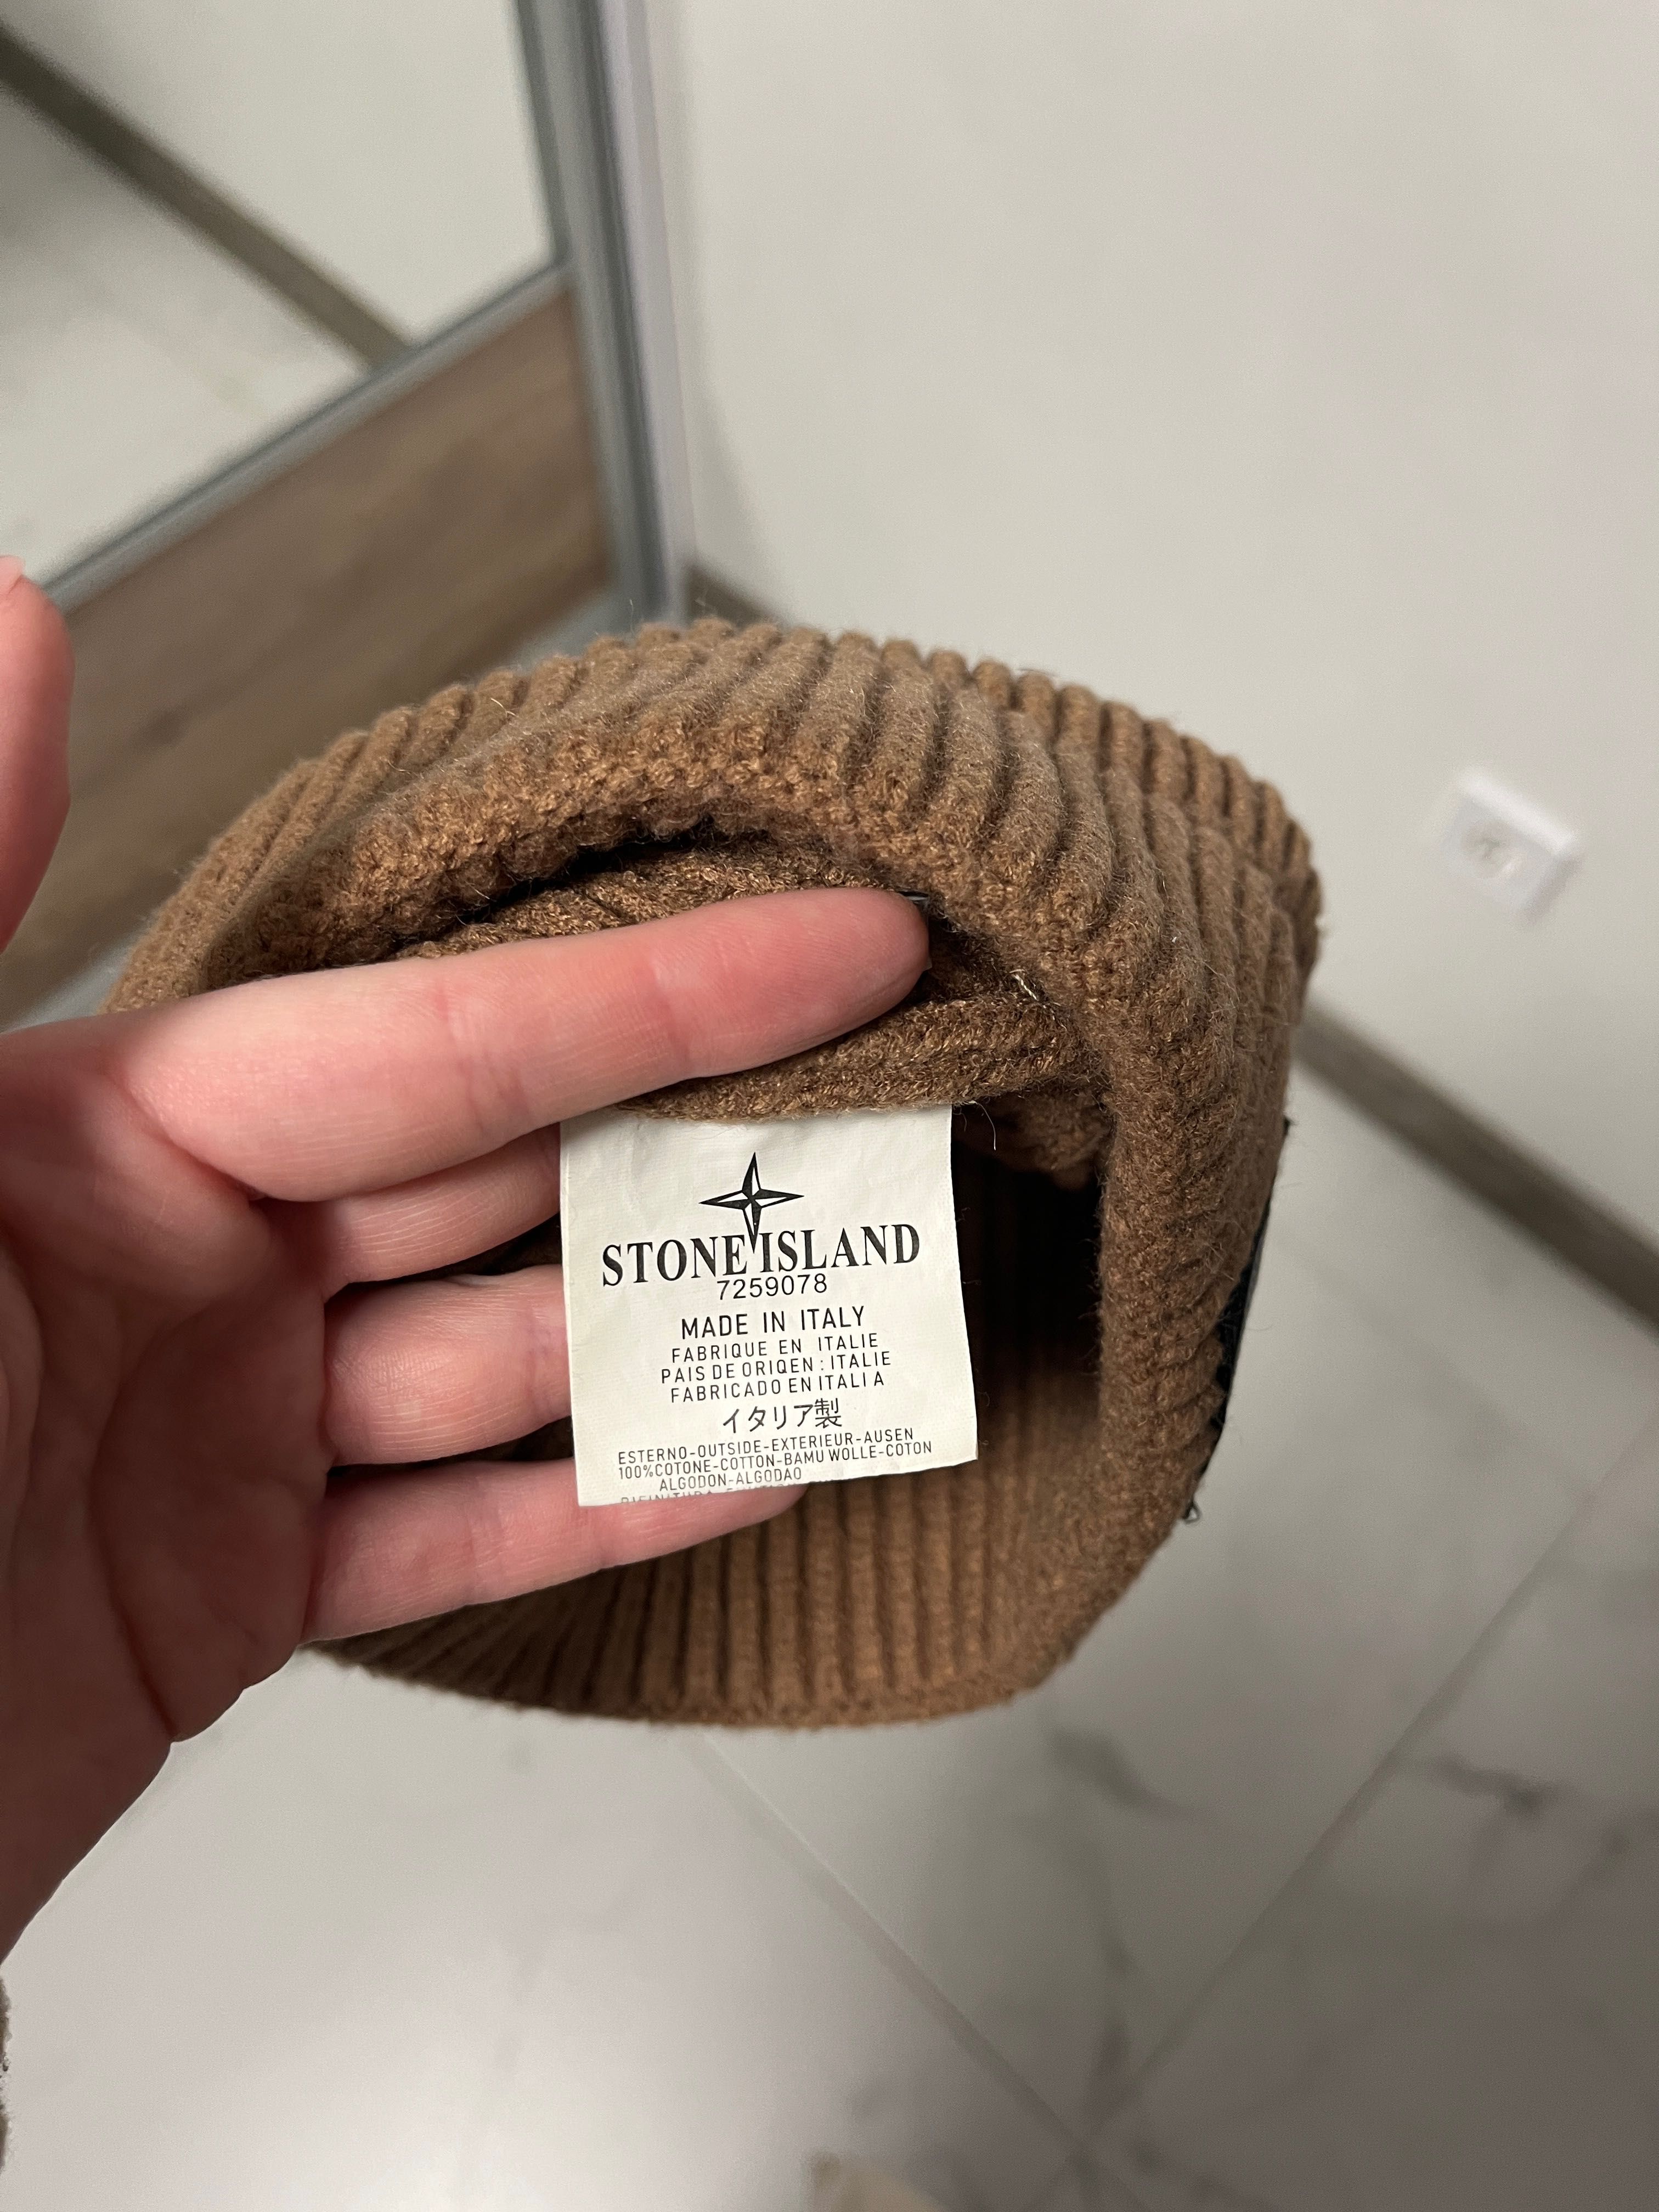 STONE ISLAND
7259078
MADE IN ITALY
FABRIQUE EN ITALIE
PAIS DE ORIQEN : ITALIE
FABRICADO EN ITALI A
イタリア製
ESTERNO-OUTSIDE-EXTERIEUR-AUSEN
100%COTONE-COTTON-BAMU WOLLE-COTON
ALGODON-ALGODAO